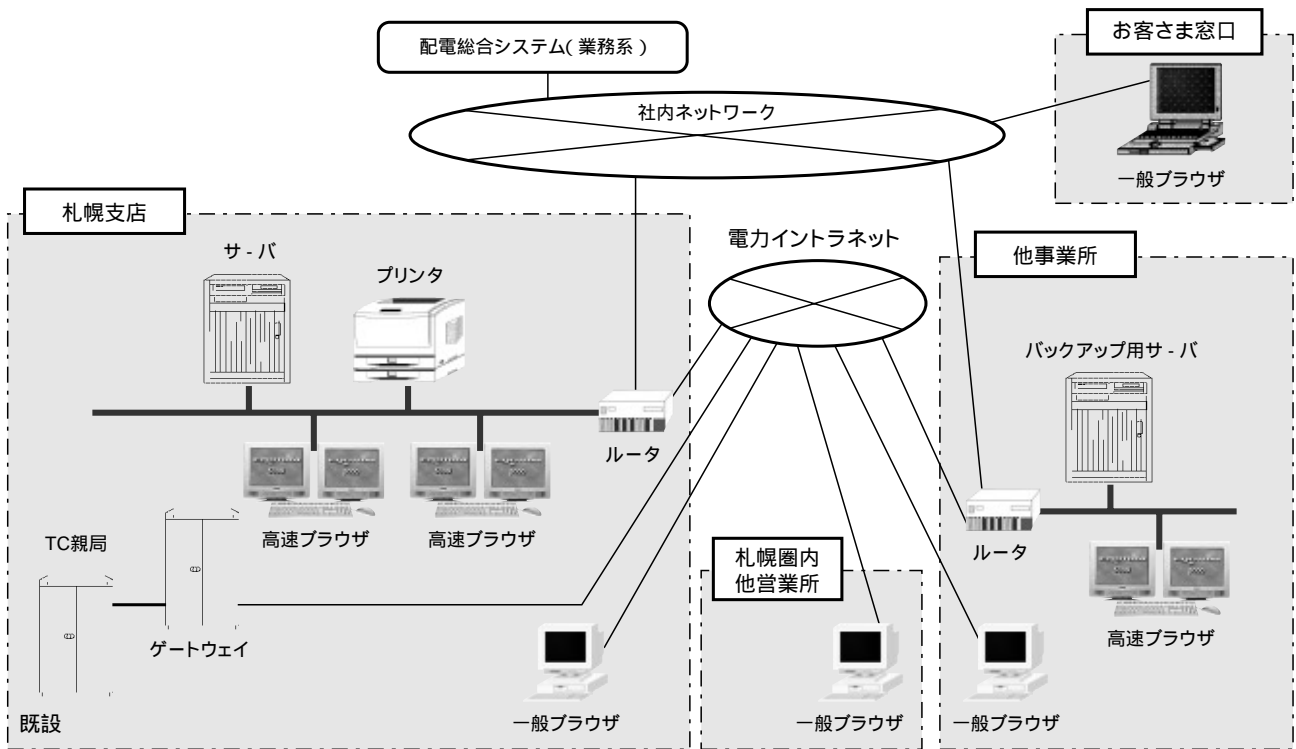 配電総合システム(業務系)
お客さま窓口
社内ネットワーク
一般ブラウザ
札幌支店
電力イントラネット
他事業所
サ-バ
プリンタ
バックアップ用サ-バ
ルータ
高速ブラウザ
高速ブラウザ
TC親局
ゲートウェイ
ルータ
札幌圏内
他営業所
高速ブラウザ
既設
一般ブラウザ
一般ブラウザ
一般ブラウザ